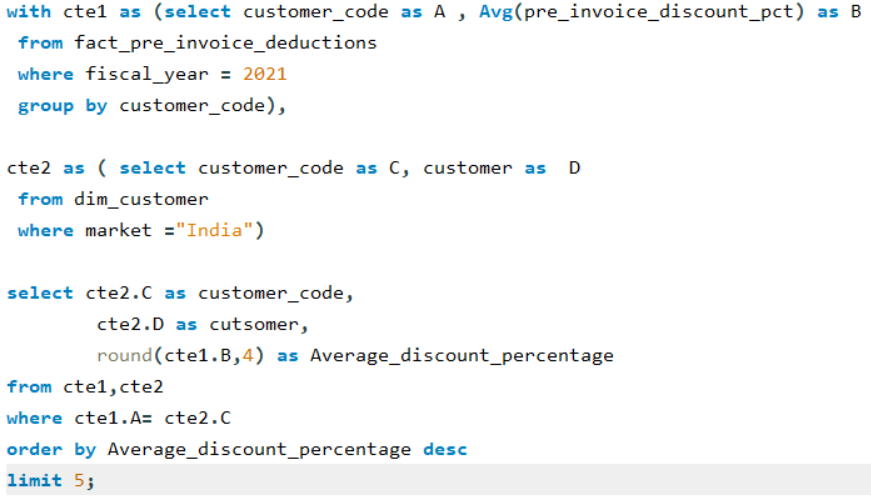 with cte1 as (select customer_code as A , Avg(pre_invoice_discount_pct) as B
from fact_pre_invoice_deductions
where fiscal_year = 2021
group by customer_code),
cte2 as ( select customer_code as C, customer as  D
from dim_customer
where market ="India")
select cte2.C as customer_code,
cte2.D as cutsomer,
round(cte1.B,4) as Average_discount_percentage
from cte1,cte2
where cte1.A= cte2.C
order by Average_discount_percentage desc
limit 5;